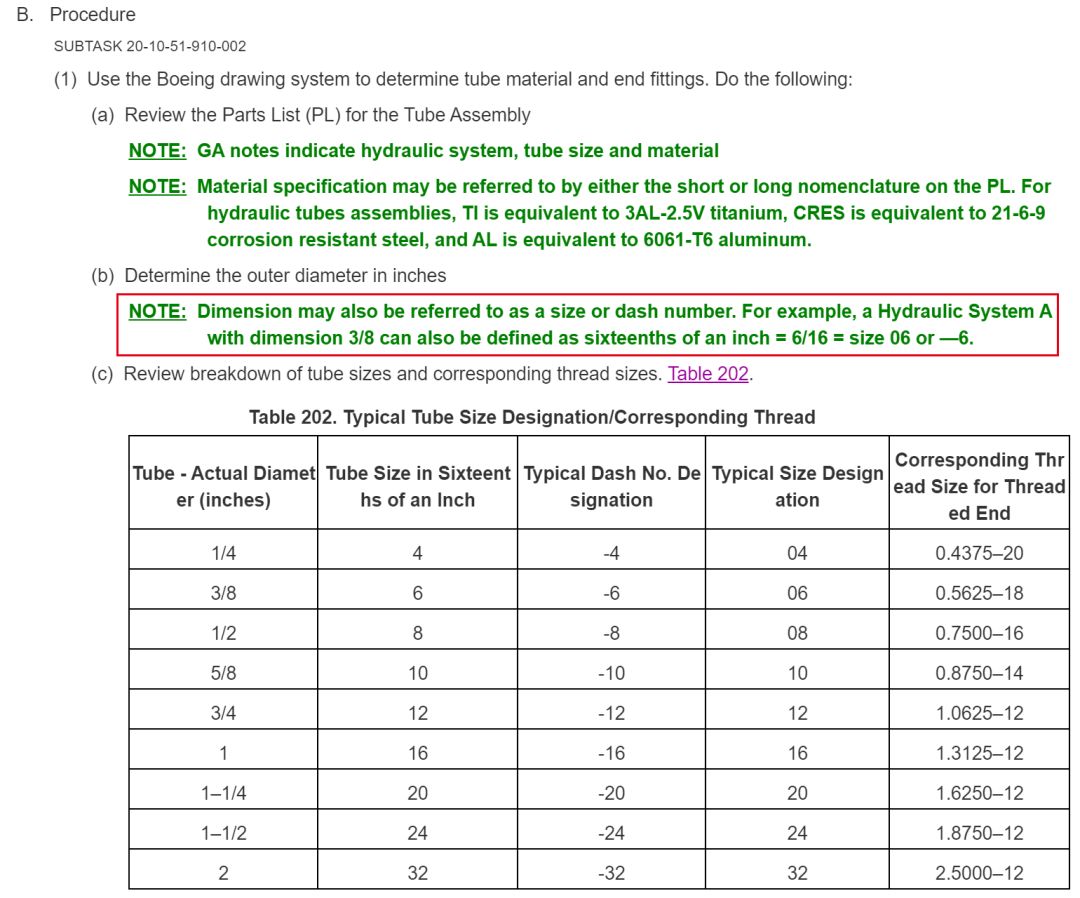 B. Procedure
SUBTASK 20-10-51-910-002
(1) Use the Boeing drawing system to determine tube material and end fittings. Do the following:
(a) Review the Parts List (PL) for the Tube Assembly
NOTE: GA notes indicate hydraulic system, tube size and material
NOTE: Material specification may be referred to by either the short or long nomenclature on the PL. For
hydraulic tubes assemblies, TI is equivalent to 3AL-2.5V titanium, CRES is equivalent to 21-6-9
corrosion resistant steel, and AL is equivalent to 6061-T6 aluminum.
(b) Determine the outer diameter in inches
NOTE: Dimension may also be referred to as a size or dash number. For example, a Hydraulic System A
with dimension 3/8 can also be defined as sixteenths of an inch = 6/16 = size 06 or —6.
(c) Review breakdown of tube sizes and corresponding thread sizes. Table 202.
Table 202. Typical Tube Size Designation/Corresponding Thread
Tube - Actual Diamet
er (inches)
Tube Size in Sixteent
hs of an Inch
Typical Dash No. De
signation
Typical Size Design
ation
Corresponding Thr
ead Size for Thread
ed End
1/4 4 -4 04 0.4375–20
3/8 6 -6 06 0.5625–18
1/2 8 -8 08 0.7500–16
5/8 10 -10 10 0.8750–14
3/4 12 -12 12 1.0625–12
1 16 -16 16 1.3125–12
1–1/4 20 -20 20 1.6250–12
1–1/2 24 -24 24 1.8750–12
2 32 -32 32 2.5000–12